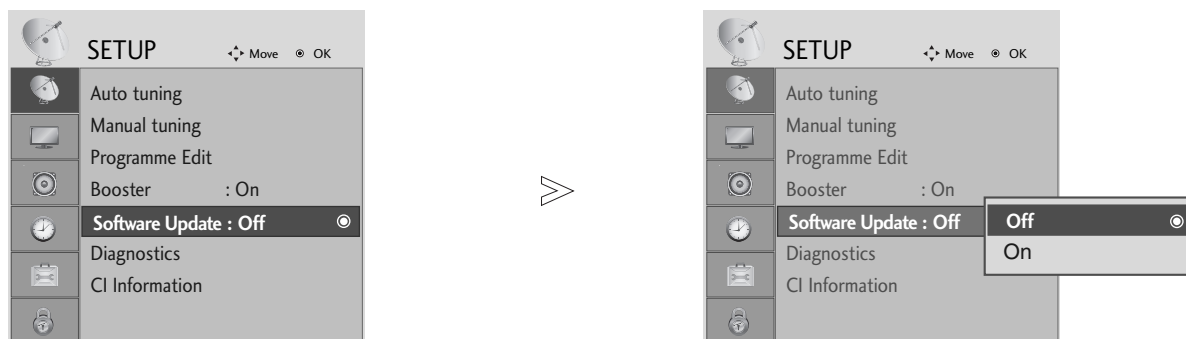 SETUP
Move OK
Auto tuning
Manual tuning
Programme Edit
Booster : On
Software Update : Off
Diagnostics
CI Information
SETUP
Move OK
Auto tuning
Manual tuning
Programme Edit
Booster : On
Software Update : Off
Diagnostics
CI Information
Off
On